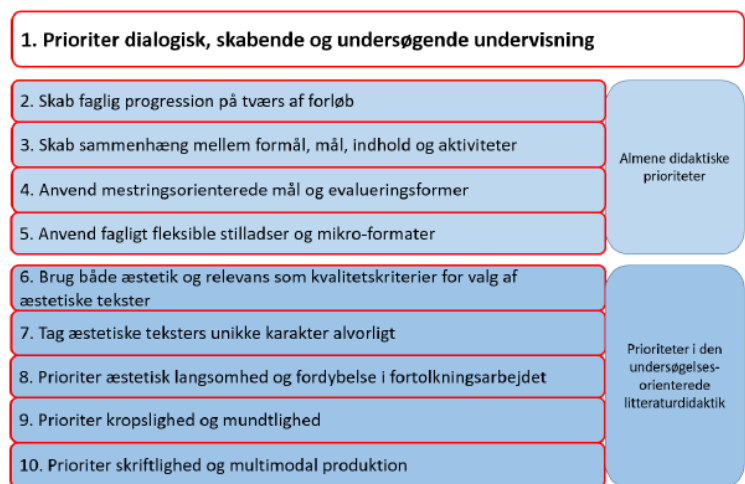 1. Prioriter dialogisk, skabende og undersøgende undervisning
2. Skab faglig progression på tværs af forløb
3. Skab sammenhæng mellem formål, mål, indhold og aktiviteter
4. Anvend mestringsorienterede mål og evalueringsformer
5. Anvend fagligt fleksible stilladser og mikro-formater
Almene didaktiske
prioriteter
6. Brug både æstetik og relevans som kvalitetskriterier for valg af
æstetiske tekster
7. Tag æstetiske teksters unikke karakter alvorligt
8. Prioriter æstetisk langsomhed og fordybelse i fortolkningsarbejdet
9. Prioriter kropslighed og mundtlighed
10. Prioriter skriftlighed og multimodal produktion
Prioriteter i den
undersøgelses-
orienterede
litteraturdidaktik